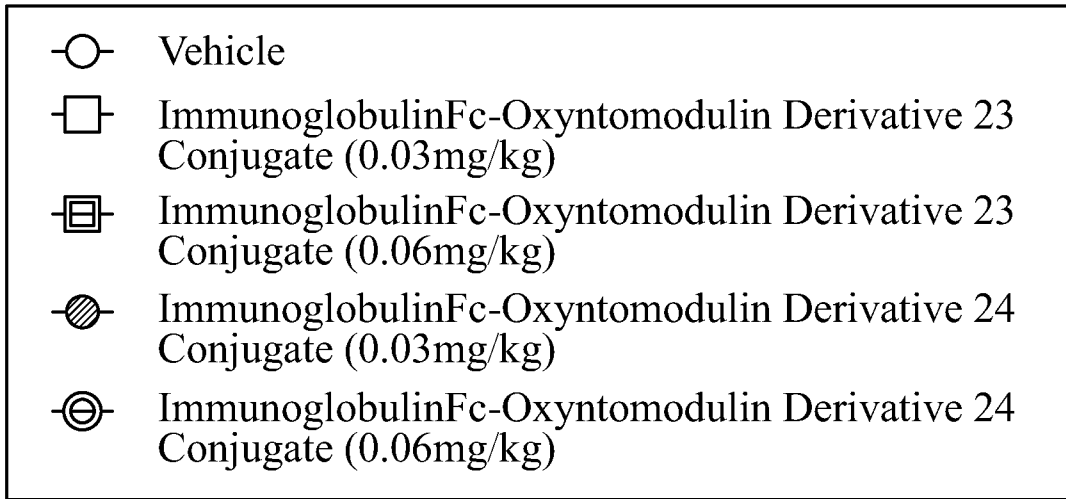 Vehicle
ImmunoglobulinFc-Oxyntomodulin Derivative 23
Conjugate (0.03mg/kg)
ImmunoglobulinFc-Oxyntomodulin Derivative 23
Conjugate (0.06mg/kg)
ImmunoglobulinFc-Oxyntomodulin Derivative 24
Conjugate (0.03mg/kg)
ImmunoglobulinFc-Oxyntomodulin Derivative 24
Conjugate (0.06mg/kg)